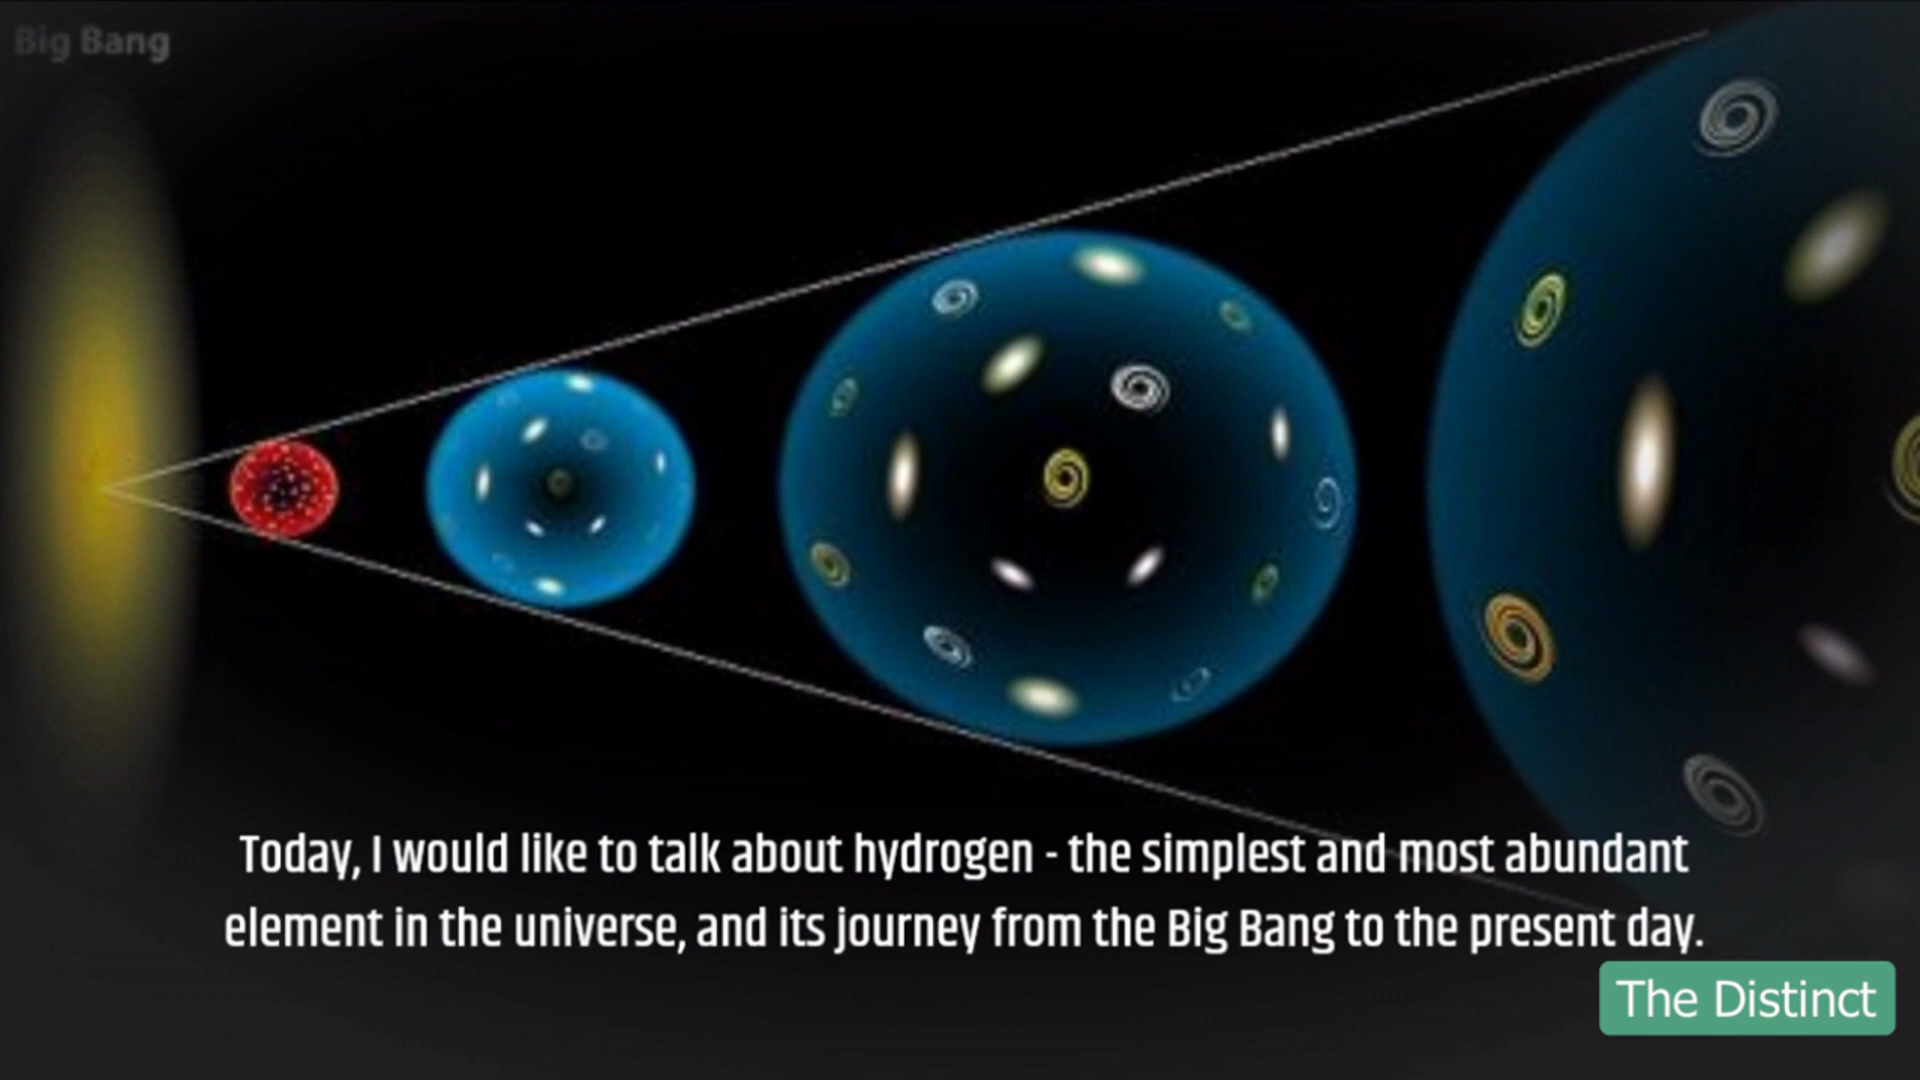 Big Bang
Today, I would like to talk about hydrogen - the simplest and most abundant
element in the universe, and its journey from the Big Bang to the present day.
The Distinct